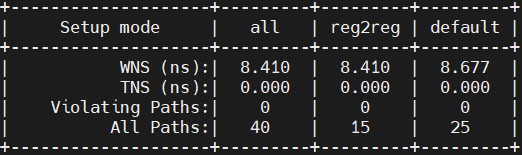 +--------------------+---------+---------+---------+
|     Setup mode     |   all   | reg2reg | default |
+--------------------+---------+---------+---------+
|           WNS (ns):|  8.410  |  8.410  |  8.677  |
|           TNS (ns):|  0.000  |  0.000  |  0.000  |
|    Violating Paths:|    0    |    0    |    0    |
|          All Paths:|   40    |   15    |   25    |
+--------------------+---------+---------+---------+